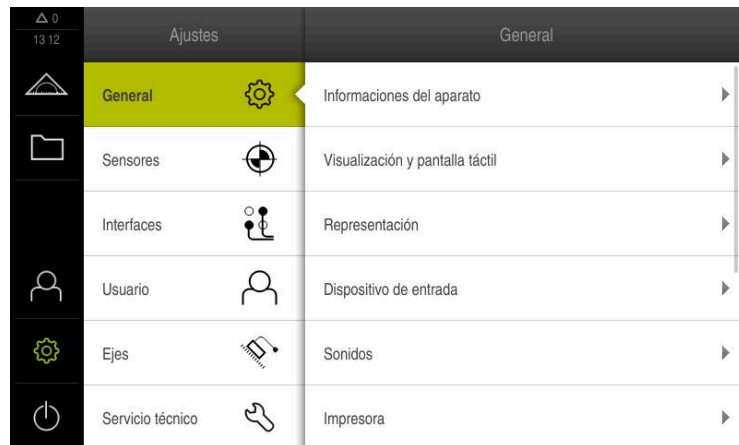 0
13 12
Ajustes
General
General
Informaciones del aparato
Sensores
Visualización y pantalla táctil
Interfaces
Representación
Usuario
Dispositivo de entrada
Ejes
Sonidos
Servicio técnico
Impresora